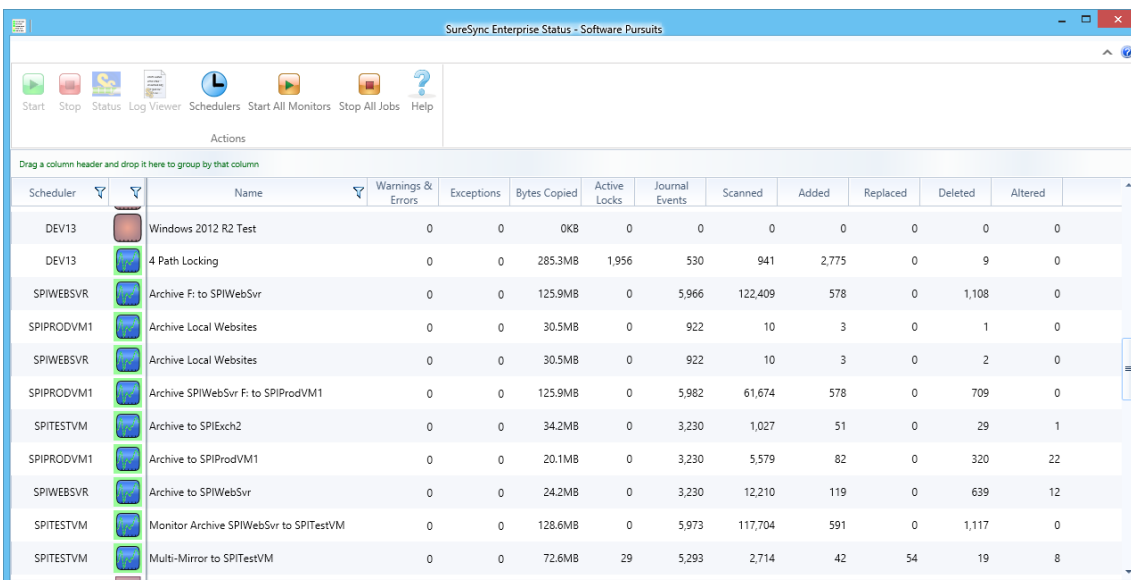 SureSync Enterprise Status - Software Pursuits
Start Stop Status Log Viewer Schedulers Start All Monitors Stop All Jobs Help
Actions
Drag a column header and drop it here to group by that column
Scheduler Name Warnings & Errors Exceptions Bytes Copied Active Locks Journal Events Scanned Added Replaced Deleted Altered
DEV13 Windows 2012 R2 Test 0 0 0KB 0 0 0 0 0 0 0
DEV13 4 Path Locking 0 0 285.3MB 1,956 530 941 2,775 0 9 0
SPIWEBSVR Archive F: to SPIWebSvr 0 0 125.9MB 0 5,966 122,409 578 0 1,108 0
SPIPRODVM1 Archive Local Websites 0 0 30.5MB 0 922 10 3 0 1 0
SPIWEBSVR Archive Local Websites 0 0 30.5MB 0 922 10 3 0 2 0
SPIPRODVM1 Archive SPIWebSvr F: to SPIProdVM1 0 0 125.9MB 0 5,982 61,674 578 0 709 0
SPITESTVM Archive to SPIExch2 0 0 34.2MB 0 3,230 1,027 51 0 29 1
SPIPRODVM1 Archive to SPIProdVM1 0 0 20.1MB 0 3,230 5,579 82 0 320 22
SPIWEBSVR Archive to SPIWebSvr 0 0 24.2MB 0 3,230 12,210 119 0 639 12
SPITESTVM Monitor Archive SPIWebSvr to SPITestVM 0 0 128.6MB 0 5,973 117,704 591 0 1,117 0
SPITESTVM Multi-Mirror to SPITestVM 0 0 72.6MB 29 5,293 2,714 42 54 19 8